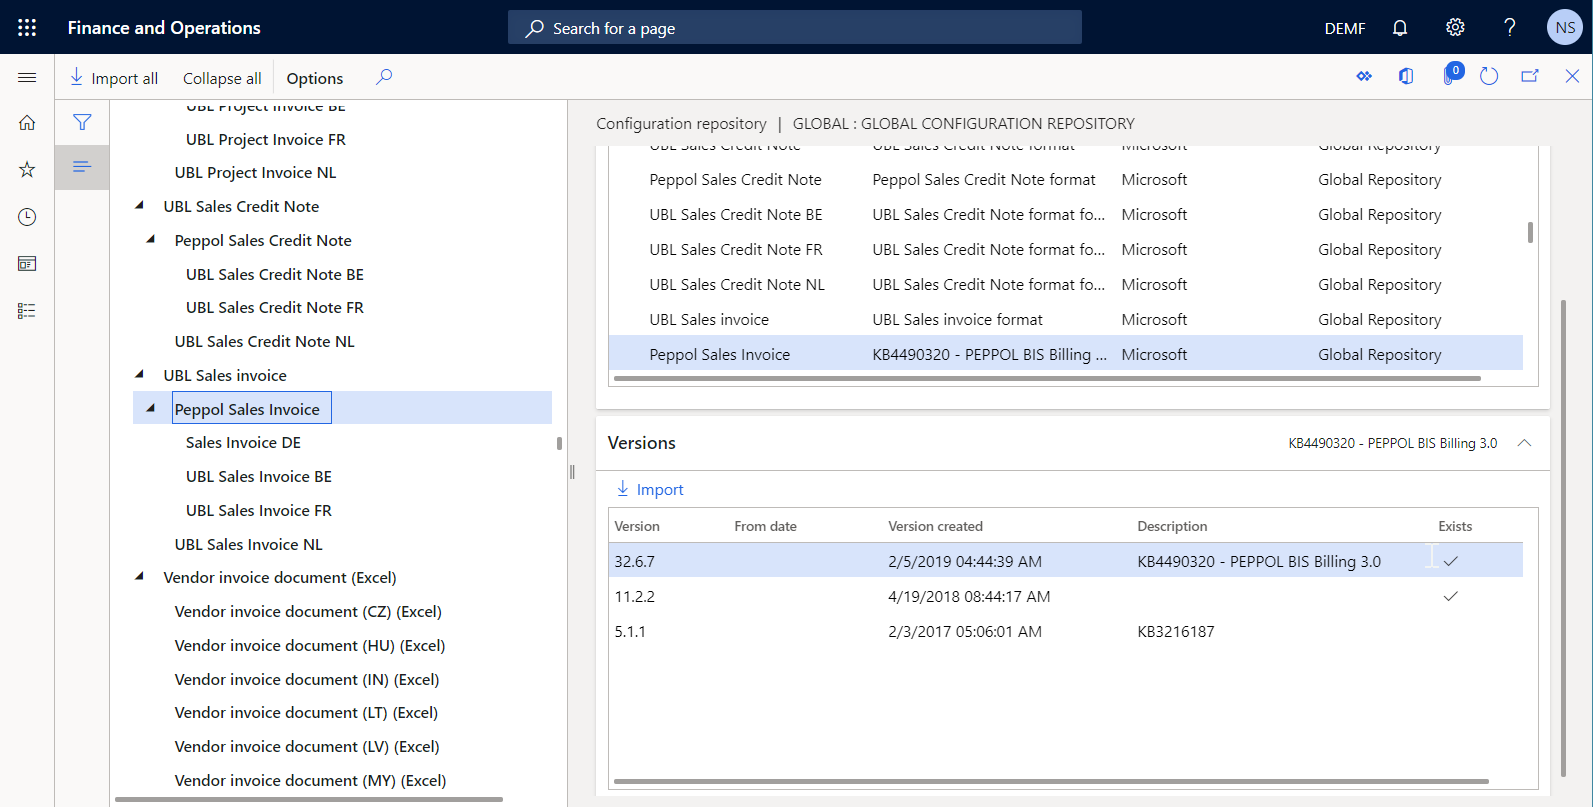 Finance and Operations
Search for a page
DEMF
NS
Import all
Collapse all
Options
0
UBL Project Invoice BE
UBL Project Invoice FR
UBL Project Invoice NL
UBL Sales Credit Note
Peppol Sales Credit Note
UBL Sales Credit Note BE
UBL Sales Credit Note FR
UBL Sales Credit Note NL
UBL Sales invoice
Peppol Sales Invoice
Sales Invoice DE
UBL Sales Invoice BE
UBL Sales Invoice FR
UBL Sales Invoice NL
Vendor invoice document (Excel)
Vendor invoice document (CZ) (Excel)
Vendor invoice document (HU) (Excel)
Vendor invoice document (IN) (Excel)
Vendor invoice document (LT) (Excel)
Vendor invoice document (LV) (Excel)
Vendor invoice document (MY) (Excel)
Configuration repository | GLOBAL : GLOBAL CONFIGURATION REPOSITORY
UBL Sales Credit Note UBL Sales Credit Note format Microsoft Global Repository
Peppol Sales Credit Note Peppol Sales Credit Note format Microsoft Global Repository
UBL Sales Credit Note BE UBL Sales Credit Note format fo... Microsoft Global Repository
UBL Sales Credit Note FR UBL Sales Credit Note format fo... Microsoft Global Repository
UBL Sales Credit Note NL UBL Sales Credit Note format fo... Microsoft Global Repository
UBL Sales invoice UBL Sales invoice format Microsoft Global Repository
Peppol Sales Invoice KB4490320 - PEPPOL BIS Billing ... Microsoft Global Repository
Versions KB4490320 - PEPPOL BIS Billing 3.0
Import
Version From date Version created Description Exists
32.6.7 2/5/2019 04:44:39 AM KB4490320 - PEPPOL BIS Billing 3.0
11.2.2 4/19/2018 08:44:17 AM
5.1.1 2/3/2017 05:06:01 AM KB3216187